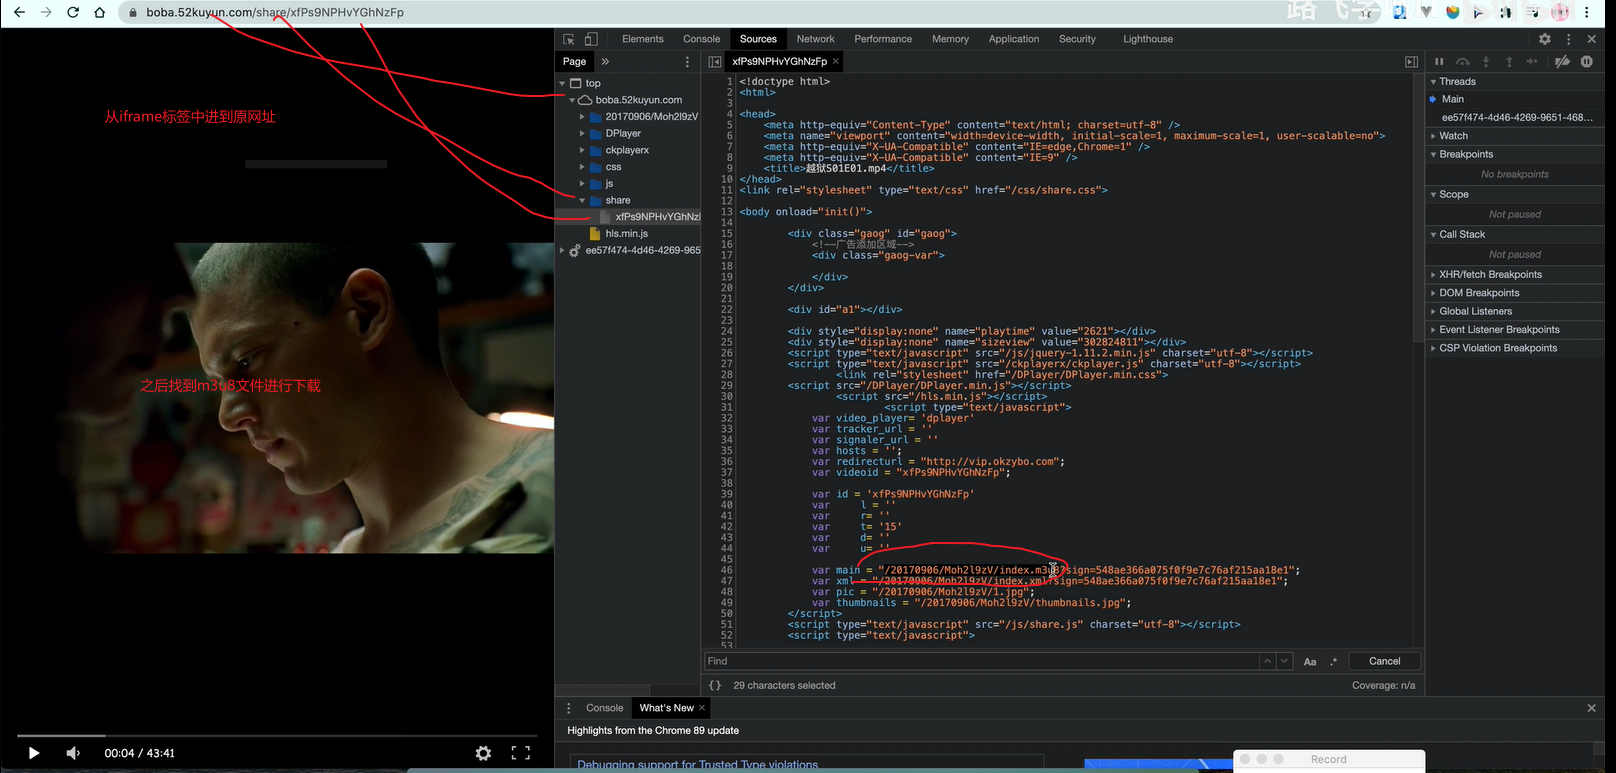 boba.52kuyun.com/share/xfPs9NPHvYGhNzFp
Elements Console Sources Network Performance Memory Application Security Lighthouse
Page
xfPs9NPHvYGhNzFp
top
boba.52kuyun.com
20170906/Moh2l9zV
DPlayer
ckplayerx
css
js
share
xfPs9NPHvYGhNzI
hls.min.js
ee57f474-4d46-4269-965
从iframe标签中进到原网址
之后找到m3u8文件进行下载
00:04 / 43:41
1 <!doctype html>
2 <html>
3
4 <head>
5 <meta http-equiv="Content-Type" content="text/html; charset=utf-8" />
6 <meta name="viewport" content="width=device-width, initial-scale=1, maximum-scale=1, user-scalable=no">
7 <meta http-equiv="X-UA-Compatible" content="IE=edge,Chrome=1" />
8 <meta http-equiv="X-UA-Compatible" content="IE=9" />
9 <title>越狱S01E01.mp4</title>
10 </head>
11 <link rel="stylesheet" type="text/css" href="/css/share.css">
12
13 <body onload="init()">
14
15 <div class="gaog" id="gaog">
16 <!--广告添加区域-->
17 <div class="gaog-var">
18
19 </div>
20 </div>
21
22 <div id="a1"></div>
23
24 <div style="display:none" name="playtime" value="2621"></div>
25 <div style="display:none" name="sizeview" value="302824811"></div>
26 <script type="text/javascript" src="/js/jquery-1.11.2.min.js" charset="utf-8"></script>
27 <script type="text/javascript" src="/ckplayerx/ckplayer.js" charset="utf-8"></script>
28 <link rel="stylesheet" href="/DPlayer/DPlayer.min.css">
29 <script src="/DPlayer/DPlayer.min.js"></script>
30 <script src="/hls.min.js"></script>
31 <script type="text/javascript">
32 var video_player= 'dplayer'
33 var tracker_url = ''
34 var signaler_url = ''
35 var hosts = '';
36 var redirecturl = "http://vip.okzybo.com";
37 var videoid = "xfPs9NPHvYGhNzFp";
38
39 var id = 'xfPs9NPHvYGhNzFp'
40 var l = ''
41 var r= ''
42 var t= '15'
43 var d= ''
44 var u= ''
45
46 var main = "/20170906/Moh2l9zV/index.m3u8?sign=548ae366a075f0f9e7c76af215aa18e1";
47 var xml = "/20170906/Moh2l9zV/index.xml?sign=548ae366a075f0f9e7c76af215aa18e1";
48 var pic = "/20170906/Moh2l9zV/1.jpg";
49 var thumbnails = "/20170906/Moh2l9zV/thumbnails.jpg";
50 </script>
51 <script type="text/javascript" src="/js/share.js" charset="utf-8"></script>
52 <script type="text/javascript">
53
Find
Aa .* Cancel
{} 29 characters selected
Coverage: n/a
Threads
Main
ee57f474-4d46-4269-9651-468...
Watch
Breakpoints
No breakpoints
Scope
Not paused
Call Stack
Not paused
XHR/fetch Breakpoints
DOM Breakpoints
Global Listeners
Event Listener Breakpoints
CSP Violation Breakpoints
Console What's New
Highlights from the Chrome 89 update
Debugging support for Trusted Type violations
Record